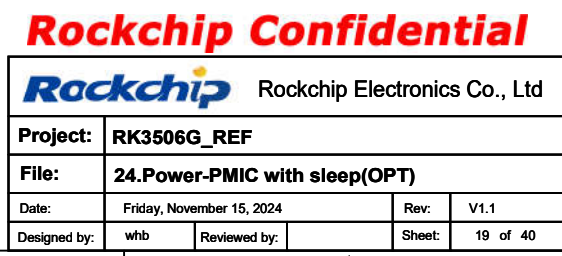 Rockchip Confidential
Rockchip Rockchip Electronics Co., Ltd
Project: RK3506G_REF
File: 24.Power-PMIC with sleep(OPT)
Date: Friday, November 15, 2024 Rev: V1.1
Designed by: whb Reviewed by: Sheet: 19 of 40